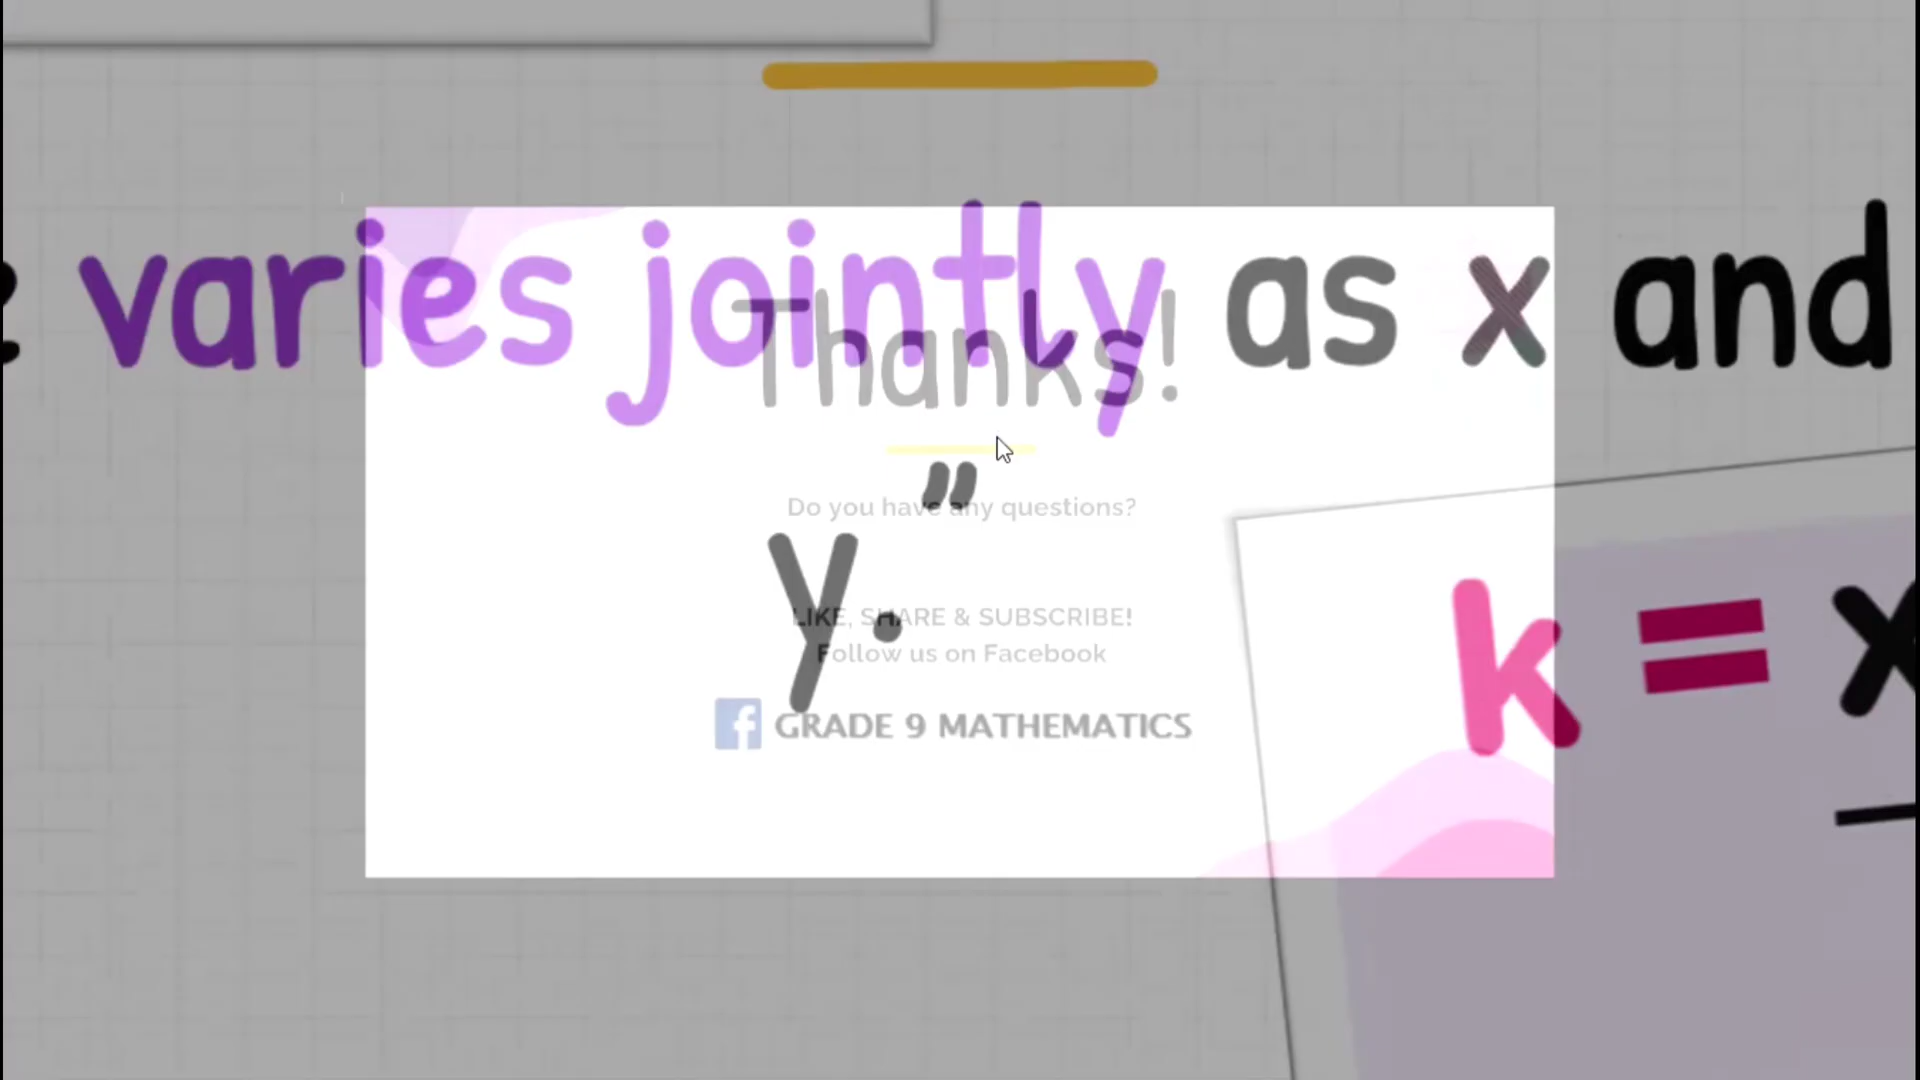 varies jointly as x and
y.”
k = x
Thanks!
Do you have any questions?
LIKE, SHARE & SUBSCRIBE!
Follow us on Facebook
f GRADE 9 MATHEMATICS